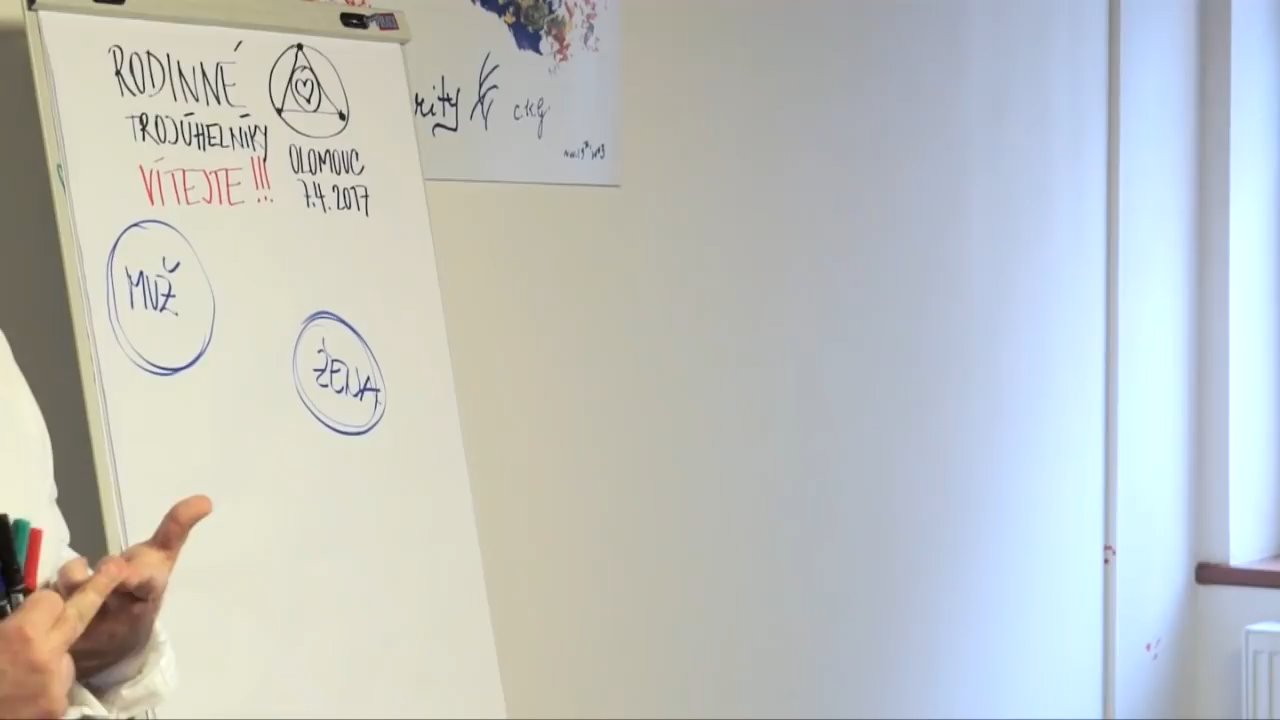 RODINNÉ
TROJÚHELNÍKY
VÍTEJTE !!!
OLOMOUC
7.4.2017
MUŽ
ŽENA
rity